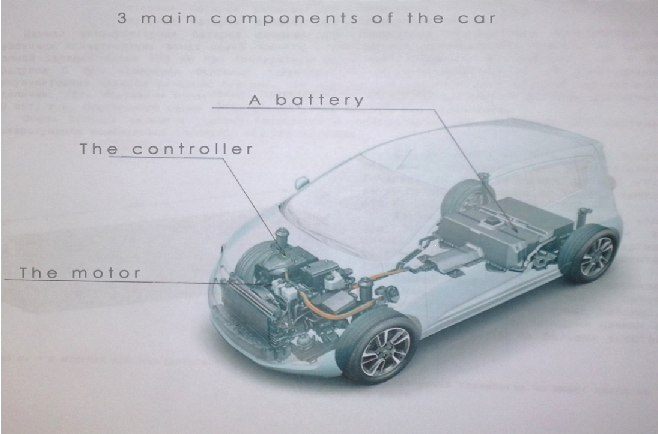 3 main components of the car
A battery
The controller
The motor